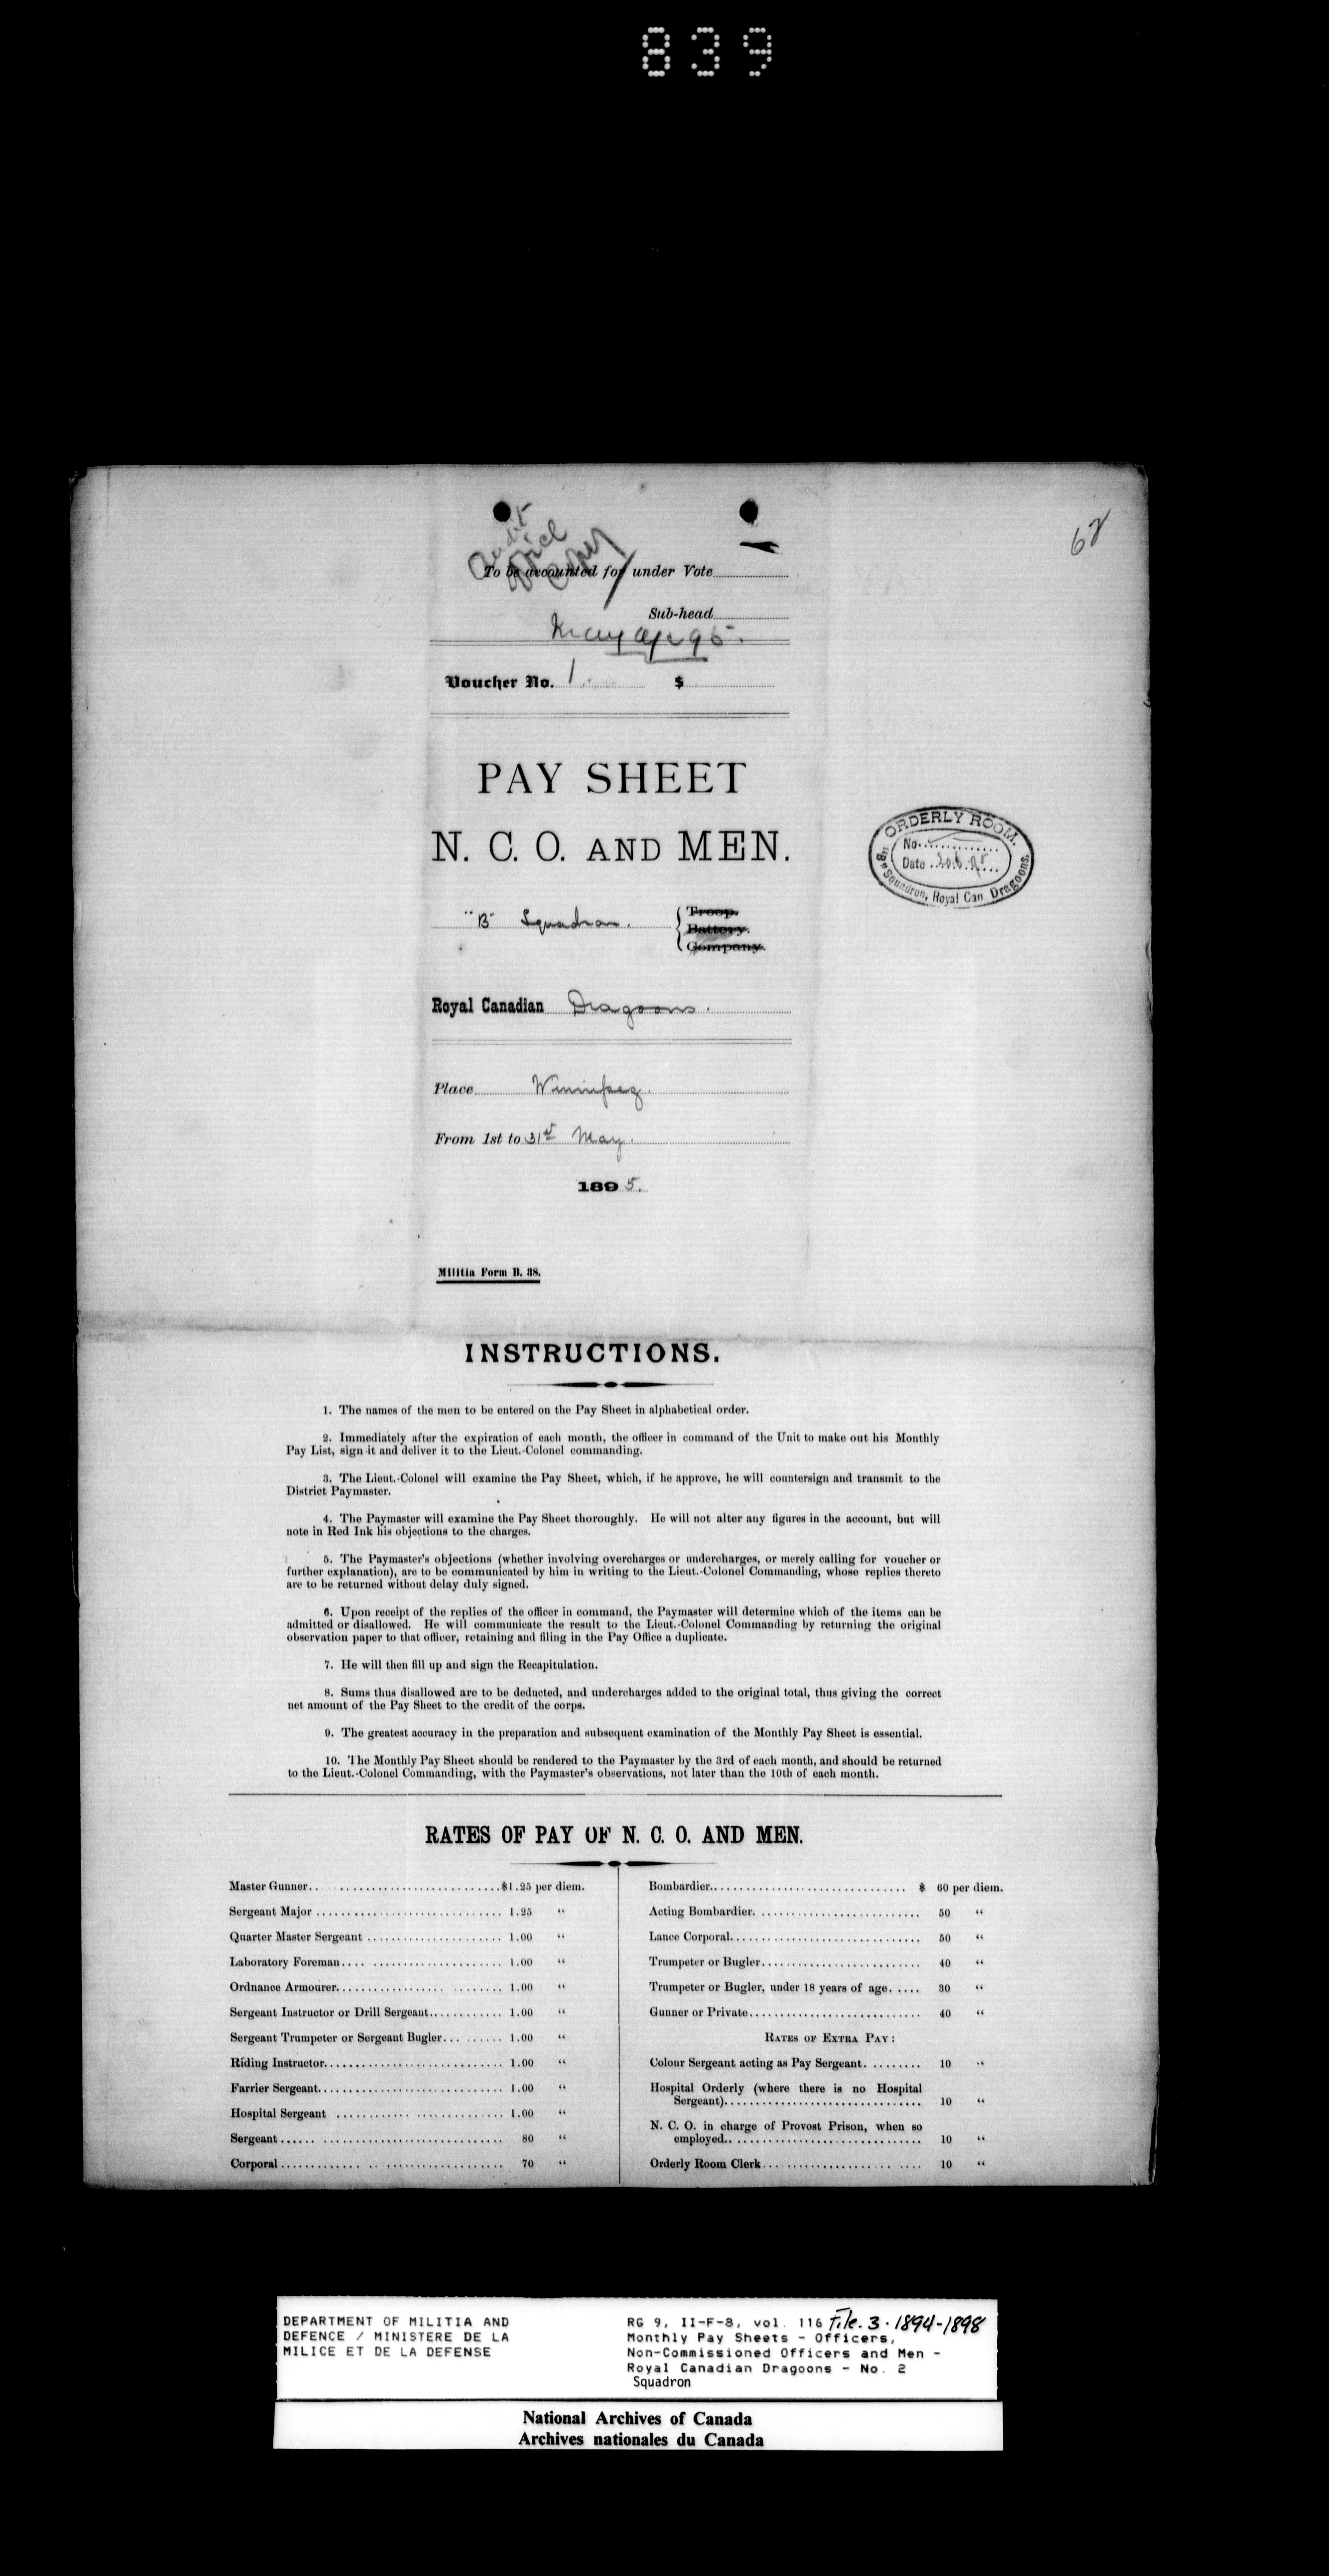 839
68
To be accounted for under Vote
Sub-head
Voucher No. 1. $
PAY SHEET
N. C. O. AND MEN.
ORDERLY ROOM.
No.
Date 20.6.95
"B" Squadron, Royal Can Dragoons.
"B" Squadron. { Troop. Battery. Company.
Royal Canadian Dragoons.
Place Winnipeg.
From 1st to 31st May.
1895.
Militia Form B. 38.
INSTRUCTIONS.
1. The names of the men to be entered on the Pay Sheet in alphabetical order.
2. Immediately after the expiration of each month, the officer in command of the Unit to make out his Monthly
Pay List, sign it and deliver it to the Lieut.-Colonel commanding.
3. The Lieut.-Colonel will examine the Pay Sheet, which, if he approve, he will countersign and transmit to the
District Paymaster.
4. The Paymaster will examine the Pay Sheet thoroughly. He will not alter any figures in the account, but will
note in Red Ink his objections to the charges.
5. The Paymaster's objections (whether involving overcharges or undercharges, or merely calling for voucher or
further explanation), are to be communicated by him in writing to the Lieut.-Colonel Commanding, whose replies thereto
are to be returned without delay duly signed.
6. Upon receipt of the replies of the officer in command, the Paymaster will determine which of the items can be
admitted or disallowed. He will communicate the result to the Lieut.-Colonel Commanding by returning the original
observation paper to that officer, retaining and filing in the Pay Office a duplicate.
7. He will then fill up and sign the Recapitulation.
8. Sums thus disallowed are to be deducted, and undercharges added to the original total, thus giving the correct
net amount of the Pay Sheet to the credit of the corps.
9. The greatest accuracy in the preparation and subsequent examination of the Monthly Pay Sheet is essential.
10. The Monthly Pay Sheet should be rendered to the Paymaster by the 3rd of each month, and should be returned
to the Lieut.-Colonel Commanding, with the Paymaster's observations, not later than the 10th of each month.
RATES OF PAY OF N. C. O. AND MEN.
Master Gunner $1.25 per diem.
Sergeant Major 1.25 "
Quarter Master Sergeant 1.00 "
Laboratory Foreman 1.00 "
Ordnance Armourer 1.00 "
Sergeant Instructor or Drill Sergeant 1.00 "
Sergeant Trumpeter or Sergeant Bugler 1.00 "
Riding Instructor 1.00 "
Farrier Sergeant 1.00 "
Hospital Sergeant 1.00 "
Sergeant 80 "
Corporal 70 "
Bombardier $ 60 per diem.
Acting Bombardier 50 "
Lance Corporal 50 "
Trumpeter or Bugler 40 "
Trumpeter or Bugler, under 18 years of age 30 "
Gunner or Private 40 "
RATES OF EXTRA PAY:
Colour Sergeant acting as Pay Sergeant 10 "
Hospital Orderly (where there is no Hospital
Sergeant) 10 "
N. C. O. in charge of Provost Prison, when so
employed 10 "
Orderly Room Clerk 10 "
DEPARTMENT OF MILITIA AND
DEFENCE / MINISTERE DE LA
MILICE ET DE LA DEFENSE
RG 9, II-F-8, vol. 116 File. 3. 1894-1898
Monthly Pay Sheets - Officers,
Non-Commissioned Officers and Men -
Royal Canadian Dragoons - No. 2
Squadron
National Archives of Canada
Archives nationales du Canada